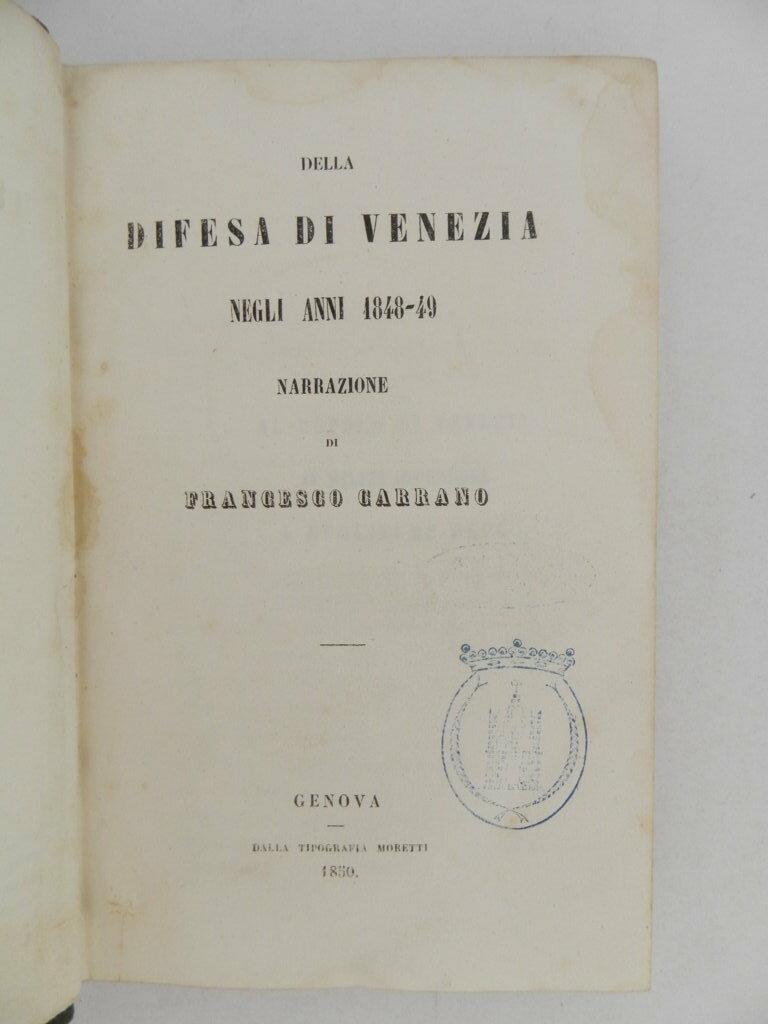 DELLA
DIFESA DI VENEZIA
NEGLI ANNI 1848-49
NARRAZIONE
DI
FRANCESCO CARRANO
GENOVA
DALLA TIPOGRAFIA MORETTI
1850.